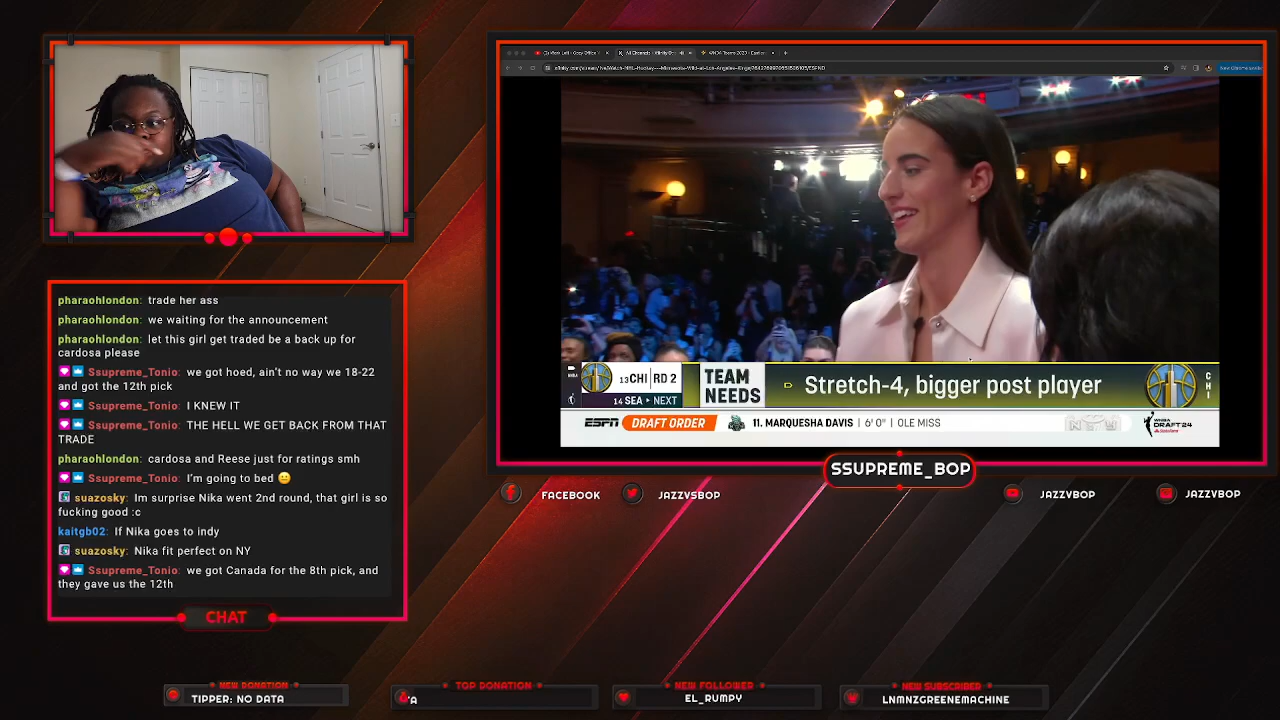 pharaohlondon: trade her ass
pharaohlondon: we waiting for the announcement
pharaohlondon: let this girl get traded be a back up for
cardosa please
Ssupreme_Tonio: we got hoed, ain't no way we 18-22
and got the 12th pick
Ssupreme_Tonio: I KNEW IT
Ssupreme_Tonio: THE HELL WE GET BACK FROM THAT
TRADE
pharaohlondon: cardosa and Reese just for ratings smh
Ssupreme_Tonio: I'm going to bed 😐
suazosky: Im surprise Nika went 2nd round, that girl is so
fucking good :c
kaitgb02: If Nika goes to indy
suazosky: Nika fit perfect on NY
Ssupreme_Tonio: we got Canada for the 8th pick, and
they gave us the 12th
CHAT
13 CHI RD 2
14 SEA ▸ NEXT
TEAM
NEEDS
Stretch-4, bigger post player
CHI
ESPN DRAFT ORDER 11. MARQUESHA DAVIS | 6' 0" | OLE MISS
WNBA
DRAFT'24
SSUPREME_BOP
FACEBOOK
JAZZVSBOP
JAZZVBOP
JAZZVBOP
NEW DONATION
TIPPER: NO DATA
TOP DONATION
'A
NEW FOLLOWER
EL_RUMPY
NEW SUBSCRIBER
LNMNZGREENEMACHINE